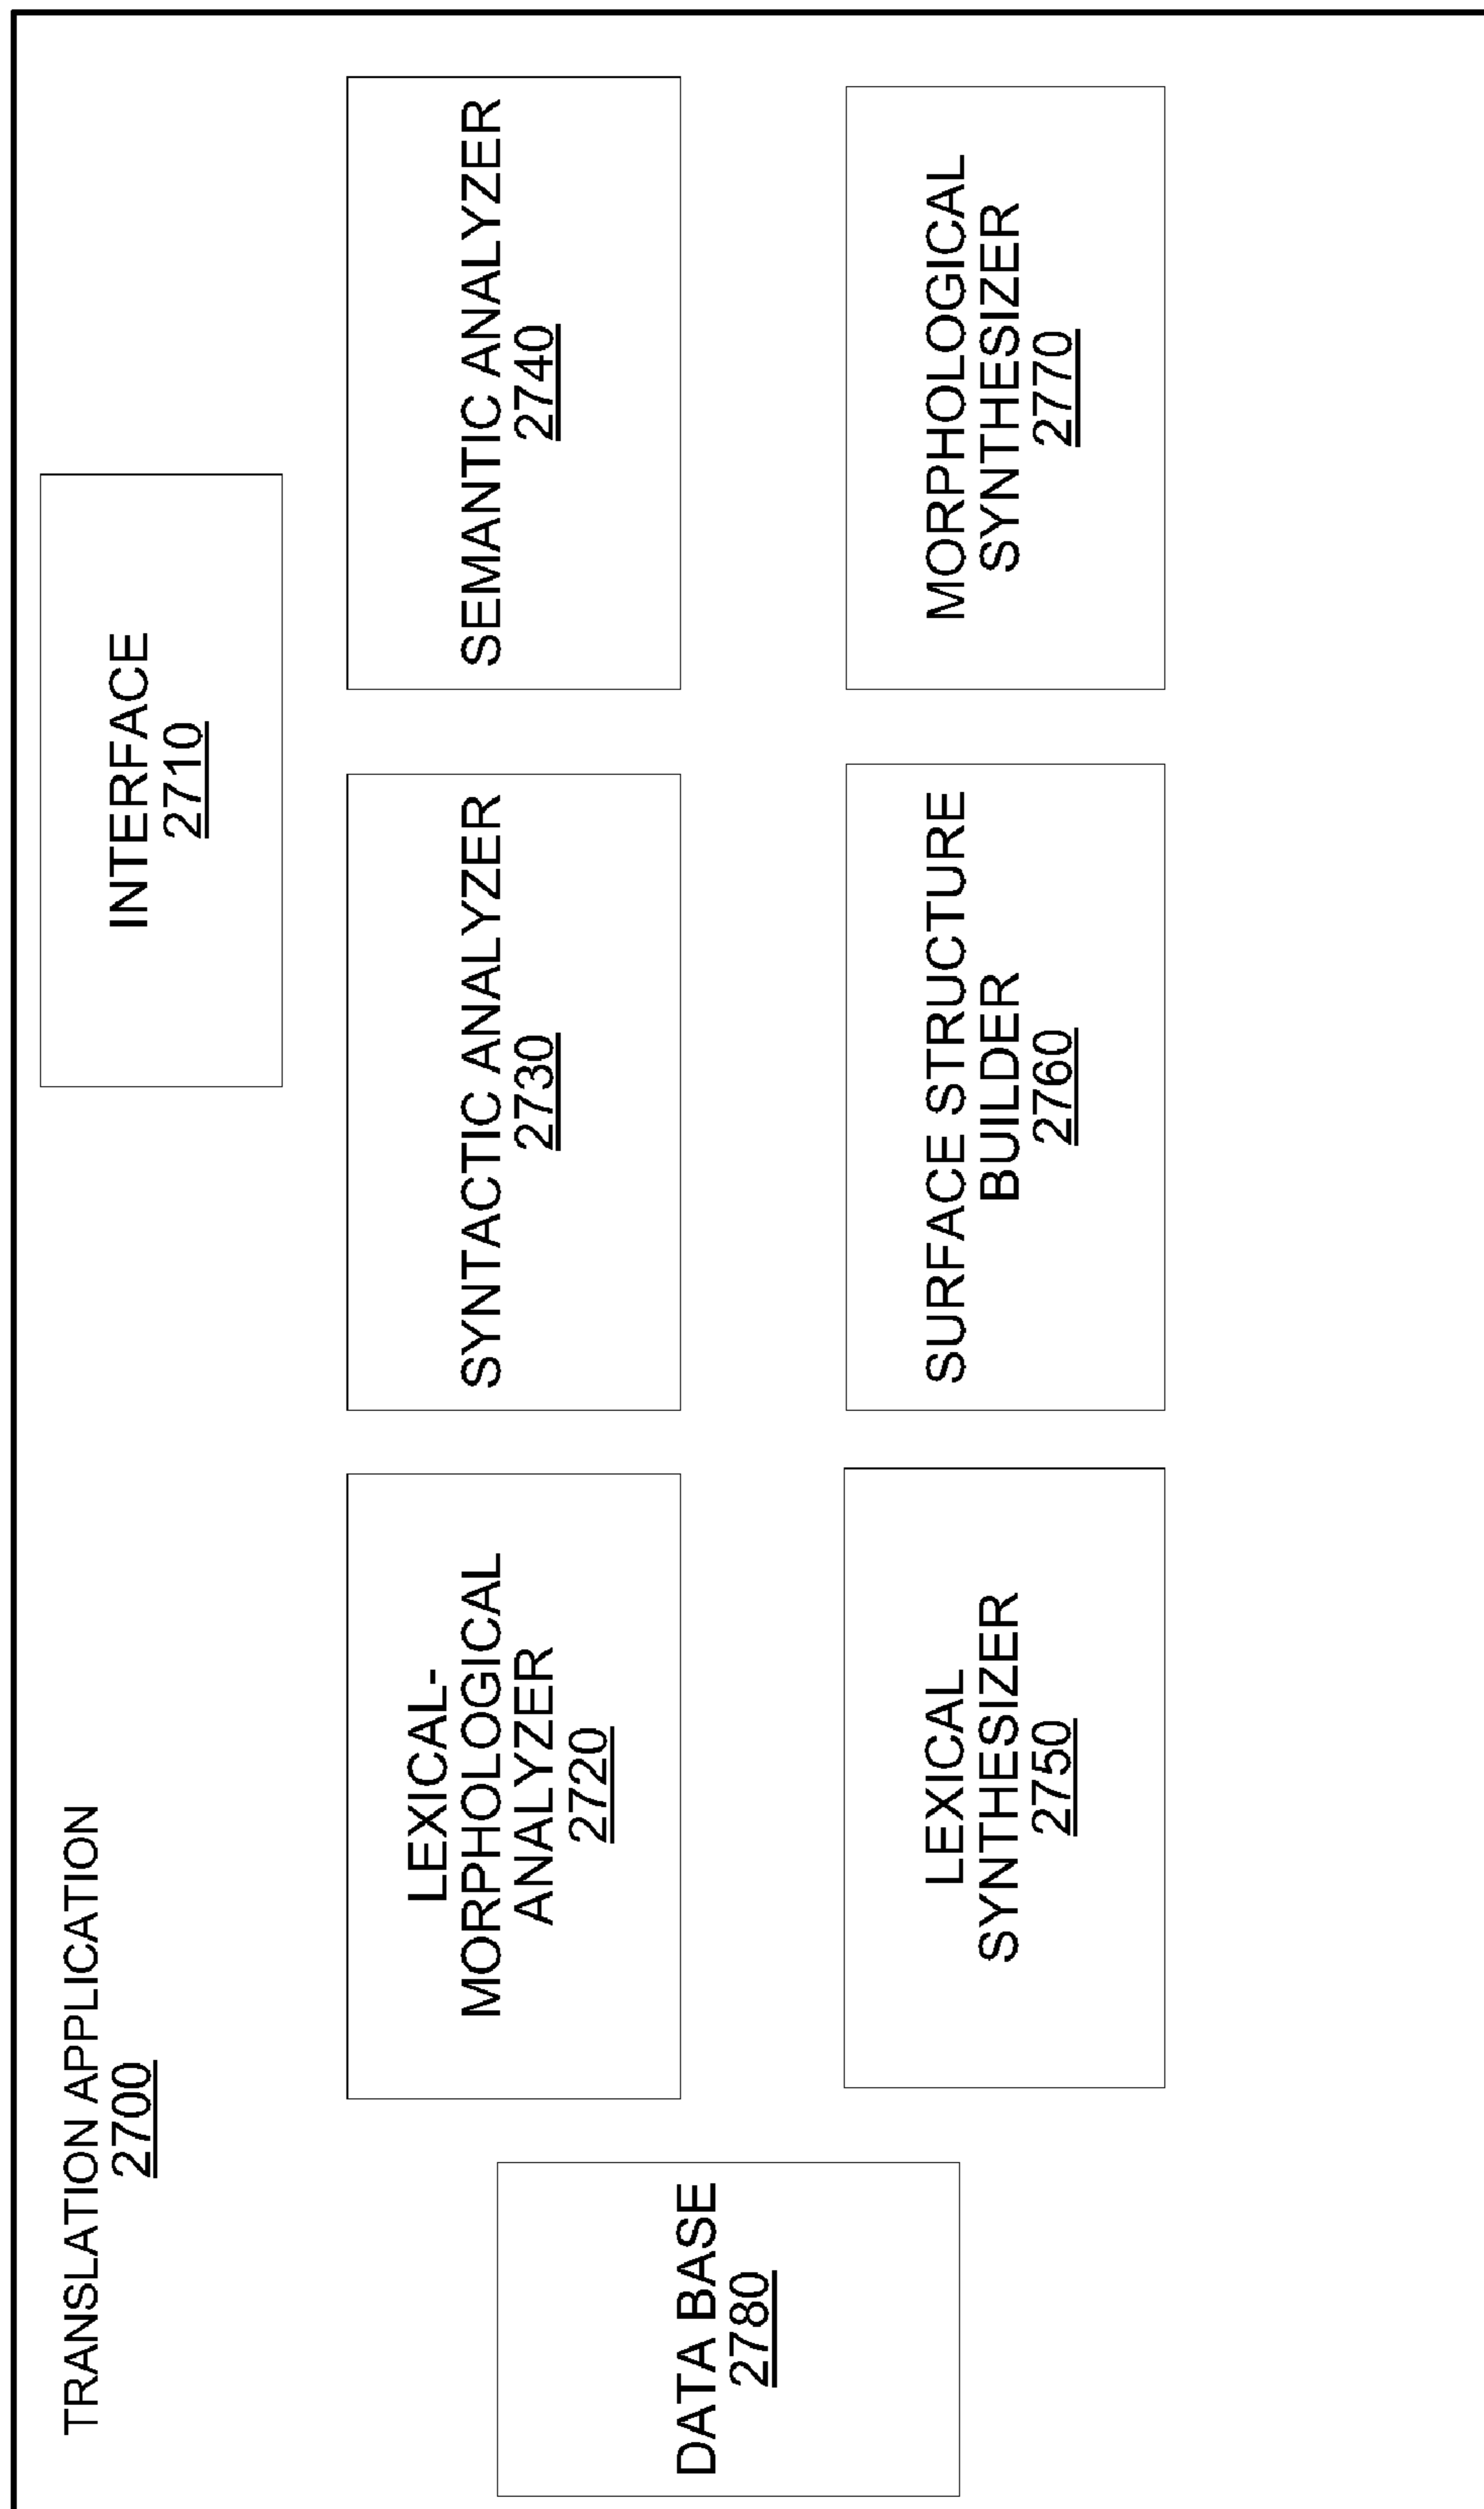 TRANSLATION APPLICATION
2700
INTERFACE
2710
LEXICAL-
MORPHOLOGICAL
ANALYZER
2720
SYNTACTIC ANALYZER
2730
SEMANTIC ANALYZER
2740
DATA BASE
2780
LEXICAL
SYNTHESIZER
2750
SURFACE STRUCTURE
BUILDER
2760
MORPHOLOGICAL
SYNTHESIZER
2770